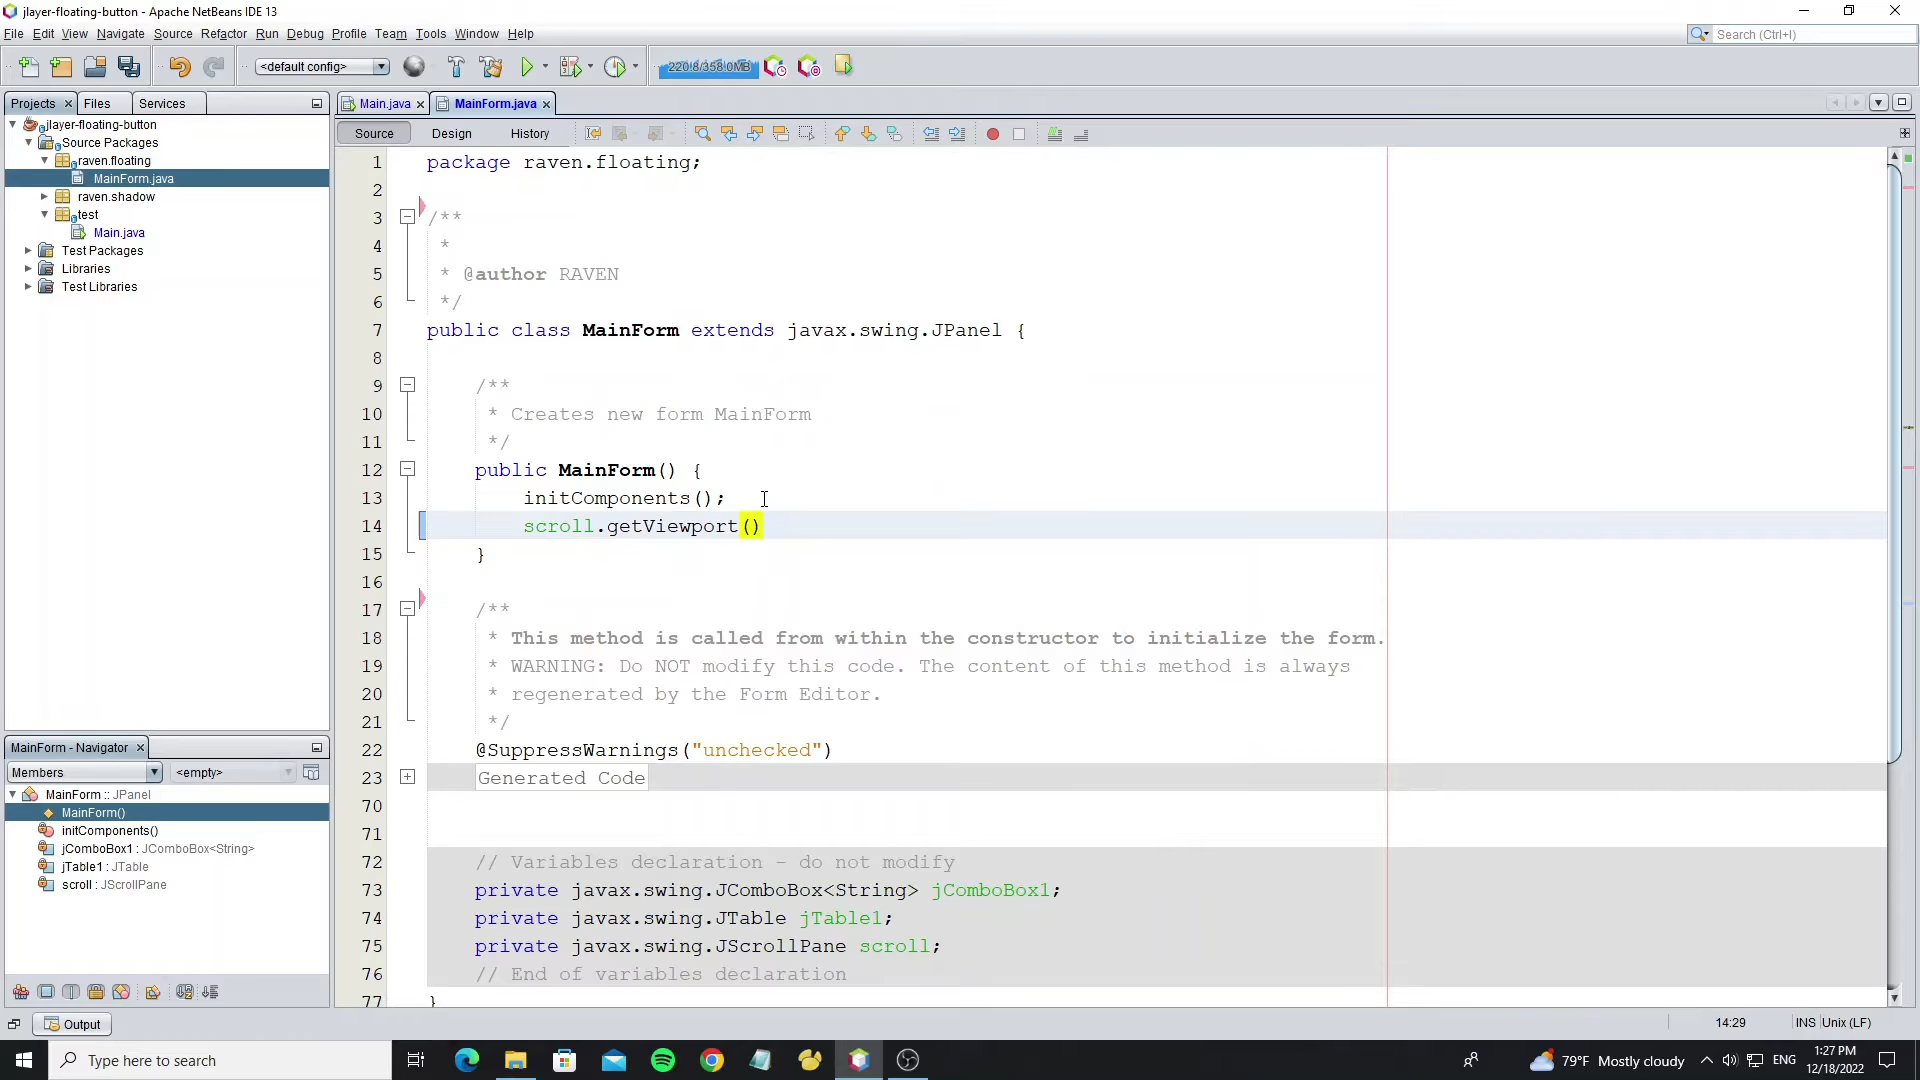 jlayer-floating-button - Apache NetBeans IDE 13
File Edit View Navigate Source Refactor Run Debug Profile Team Tools Window Help
Search (Ctrl+I)
<default config>
220.8/358.0MB
Projects Files Services
Main.java MainForm.java
Source Design History
jlayer-floating-button
Source Packages
raven.floating
MainForm.java
raven.shadow
test
Main.java
Test Packages
Libraries
Test Libraries
1 package raven.floating;
2
3 /**
4 *
5 * @author RAVEN
6 */
7 public class MainForm extends javax.swing.JPanel {
8
9 /**
10 * Creates new form MainForm
11 */
12 public MainForm() {
13 initComponents();
14 scroll.getViewport()
15 }
16
17 /**
18 * This method is called from within the constructor to initialize the form.
19 * WARNING: Do NOT modify this code. The content of this method is always
20 * regenerated by the Form Editor.
21 */
22 @SuppressWarnings("unchecked")
23 Generated Code
70
71
72 // Variables declaration - do not modify
73 private javax.swing.JComboBox<String> jComboBox1;
74 private javax.swing.JTable jTable1;
75 private javax.swing.JScrollPane scroll;
76 // End of variables declaration
77 }
MainForm - Navigator
Members <empty>
MainForm :: JPanel
MainForm()
initComponents()
jComboBox1 : JComboBox<String>
jTable1 : JTable
scroll : JScrollPane
Output
14:29 INS Unix (LF)
Type here to search
79°F Mostly cloudy
ENG
1:27 PM
12/18/2022